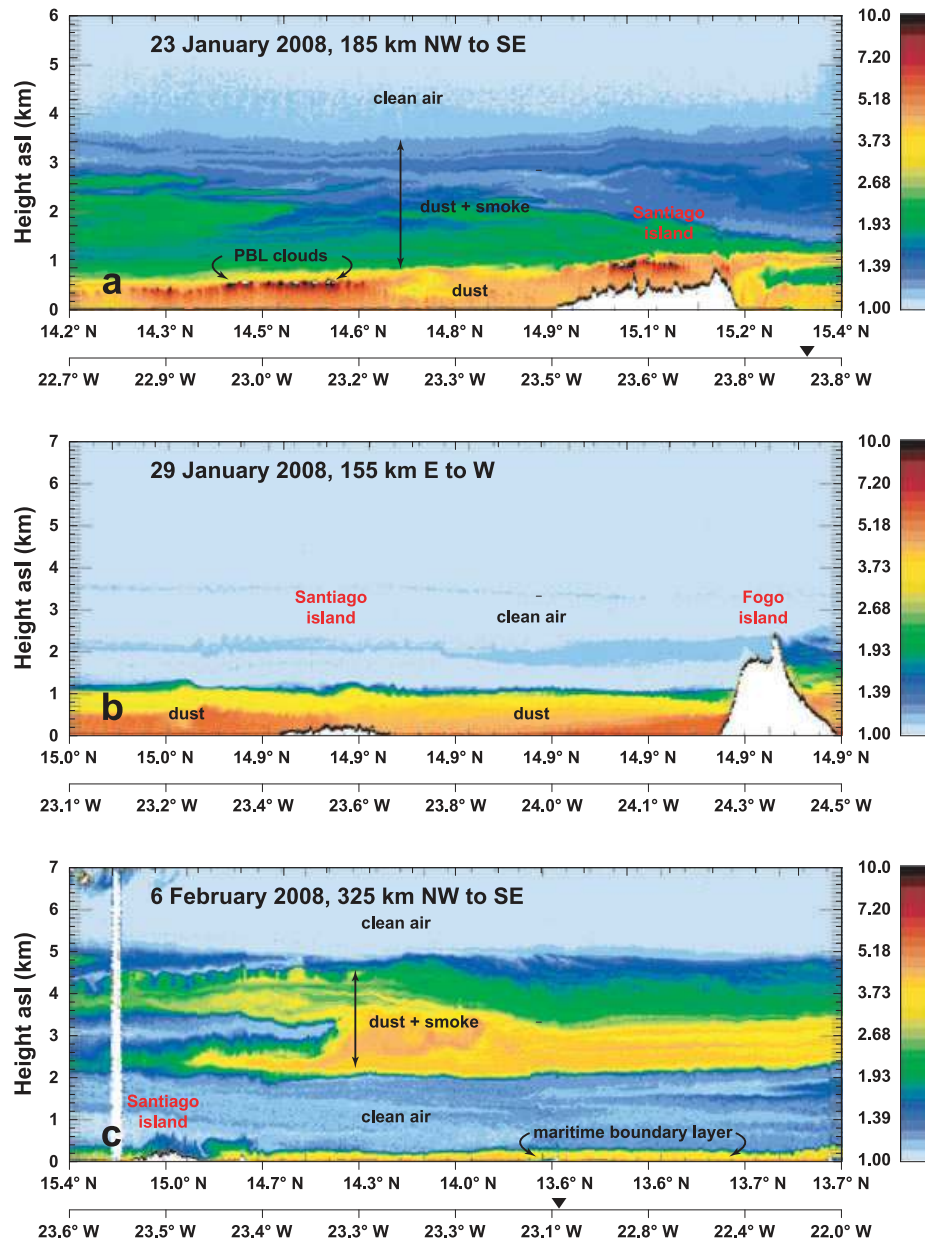 23 January 2008, 185 km NW to SE
Height asl (km)
6
5
4
3
2
1
0
clean air
dust + smoke
Santiago
island
PBL clouds
dust
a
10.0
7.20
5.18
3.73
2.68
1.93
1.39
1.00
14.2° N 14.3° N 14.4° N 14.6° N 14.8° N 14.9° N 15.1° N 15.2° N 15.4° N
22.7° W 22.9° W 23.0° W 23.2° W 23.3° W 23.5° W 23.6° W 23.8° W 23.8° W
29 January 2008, 155 km E to W
Height asl (km)
7
6
5
4
3
2
1
0
Santiago
island
clean air
Fogo
island
dust
dust
b
10.0
7.20
5.18
3.73
2.68
1.93
1.39
1.00
15.0° N 15.0° N 14.9° N 14.9° N 14.9° N 14.9° N 14.9° N 14.9° N 14.9° N
23.1° W 23.2° W 23.4° W 23.6° W 23.8° W 24.0° W 24.1° W 24.3° W 24.5° W
6 February 2008, 325 km NW to SE
Height asl (km)
7
6
5
4
3
2
1
0
clean air
dust + smoke
Santiago
island
clean air
maritime boundary layer
c
10.0
7.20
5.18
3.73
2.68
1.93
1.39
1.00
15.4° N 15.0° N 14.7° N 14.3° N 14.0° N 13.6° N 13.7° N 13.7° N
23.6° W 23.5° W 23.4° W 23.3° W 23.3° W 23.1° W 22.8° W 22.4° W 22.0° W